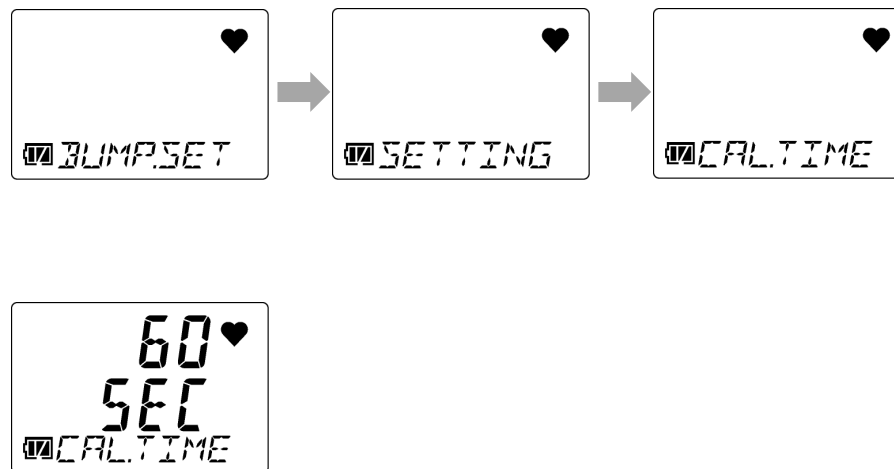 BUMP.SET
SETTING
CAL.TIME
60
SEC
CAL.TIME